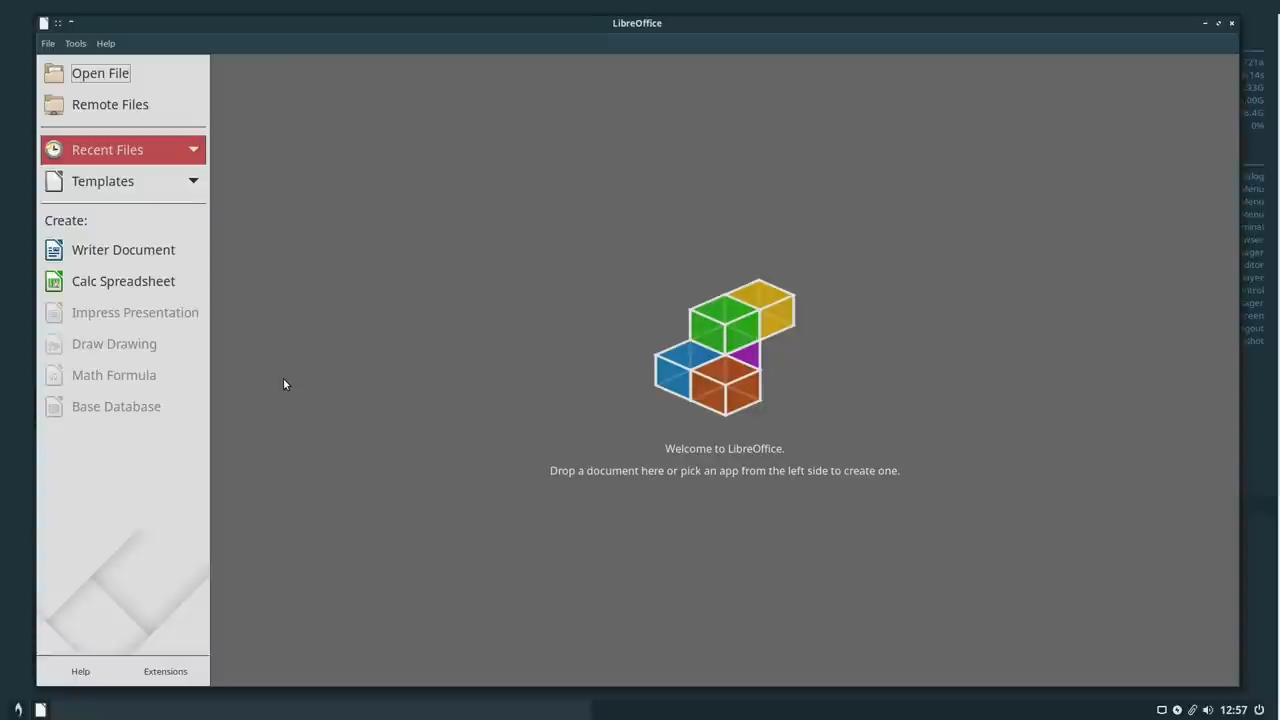 LibreOffice
File Tools Help
Open File
Remote Files
Recent Files
Templates
Create:
Writer Document
Calc Spreadsheet
Impress Presentation
Draw Drawing
Math Formula
Base Database
Welcome to LibreOffice.
Drop a document here or pick an app from the left side to create one.
Help Extensions
0%
12:57